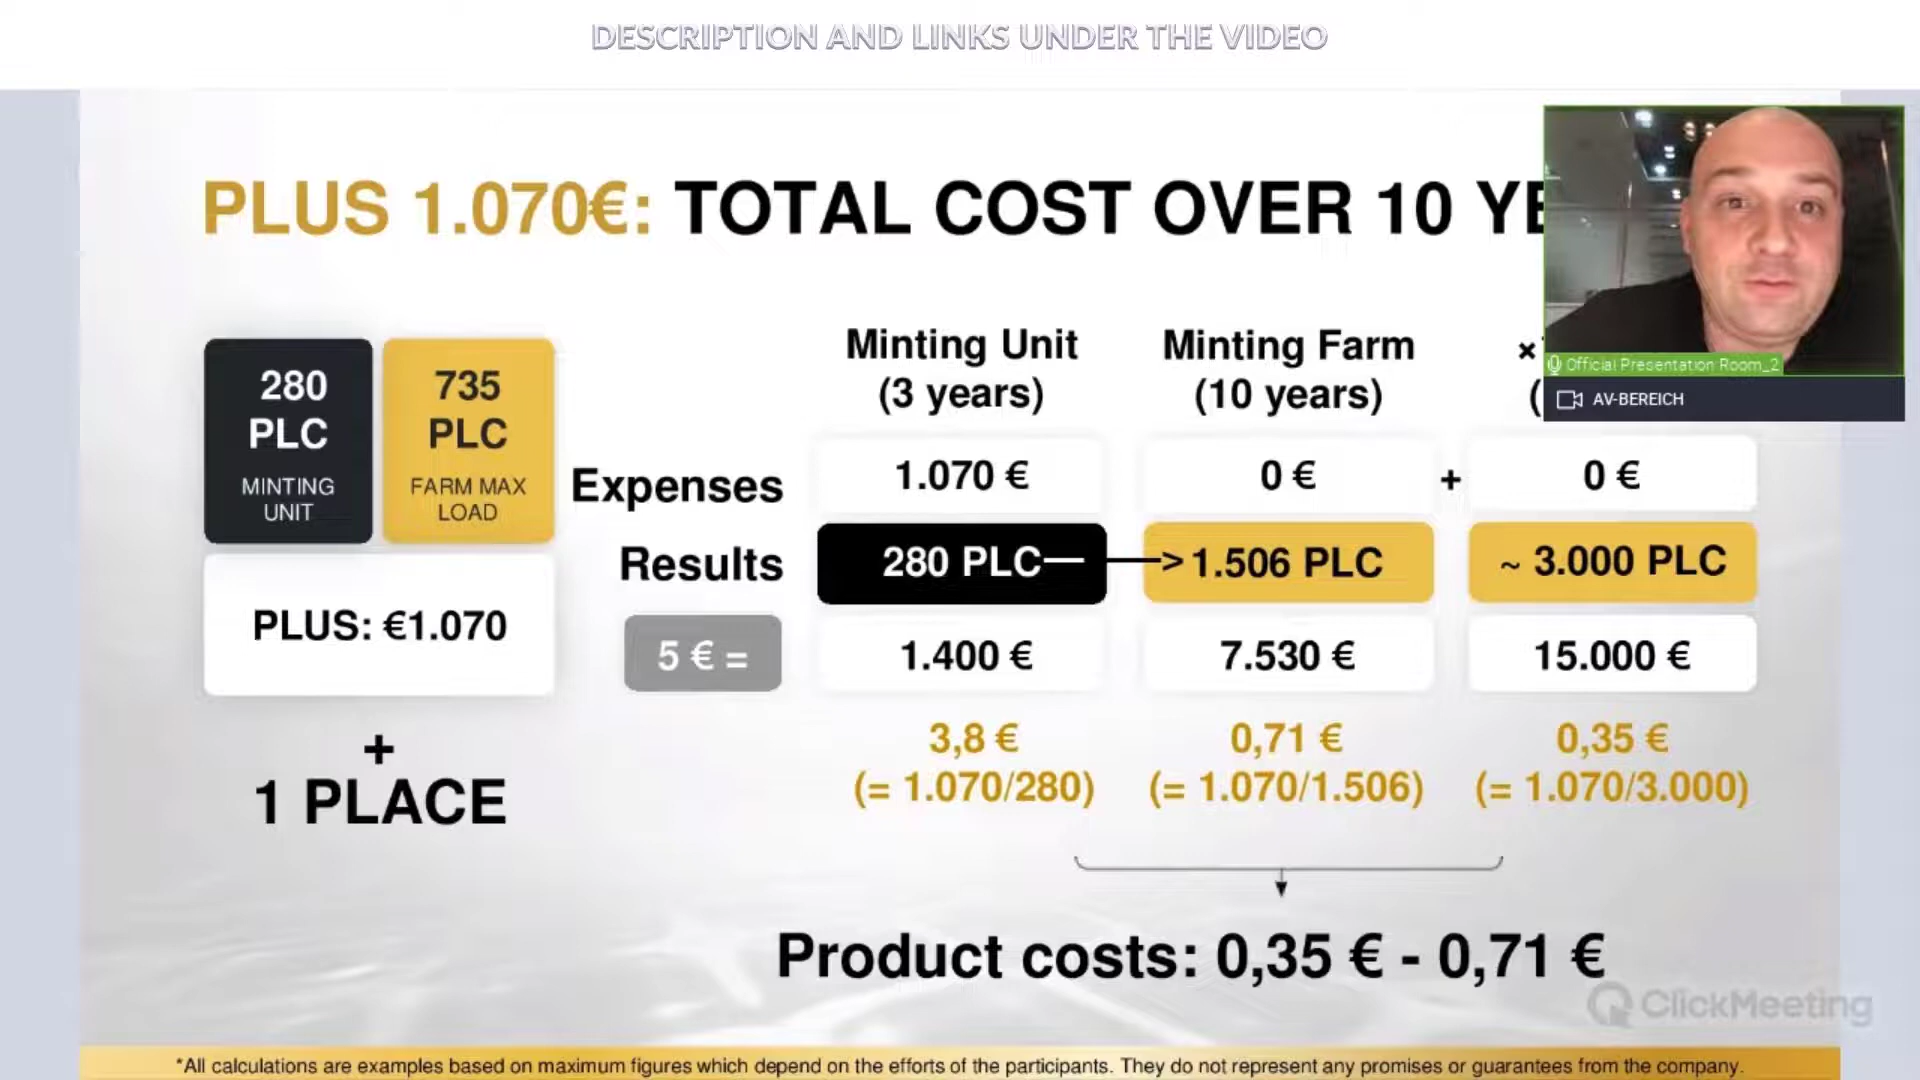 DESCRIPTION AND LINKS UNDER THE VIDEO
PLUS 1.070€: TOTAL COST OVER 10 YE
280
PLC
MINTING
UNIT
735
PLC
FARM MAX
LOAD
PLUS: €1.070
+
1 PLACE
Minting Unit
(3 years)
Minting Farm
(10 years)
×
(
Official Presentation Room_2
AV-BEREICH
Expenses
1.070 €
0 €
+
0 €
Results
280 PLC—
—>1.506 PLC
~ 3.000 PLC
5 € =
1.400 €
7.530 €
15.000 €
3,8 €
(= 1.070/280)
0,71 €
(= 1.070/1.506)
0,35 €
(= 1.070/3.000)
Product costs: 0,35 € - 0,71 €
ClickMeeting
*All calculations are examples based on maximum figures which depend on the efforts of the participants. They do not represent any promises or guarantees from the company.